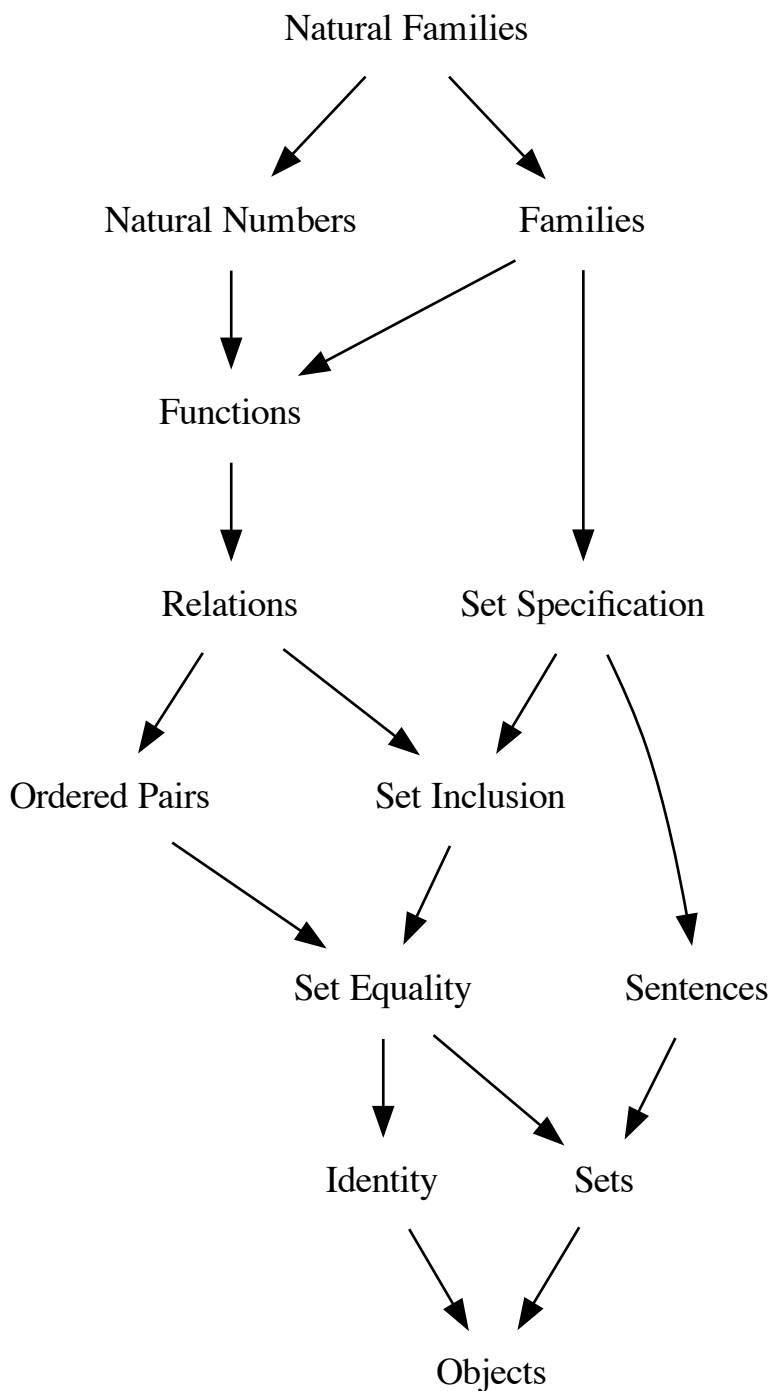 Natural Families
Natural Numbers
Families
Functions
Relations
Set Specification
Ordered Pairs
Set Inclusion
Set Equality
Sentences
Identity
Sets
Objects